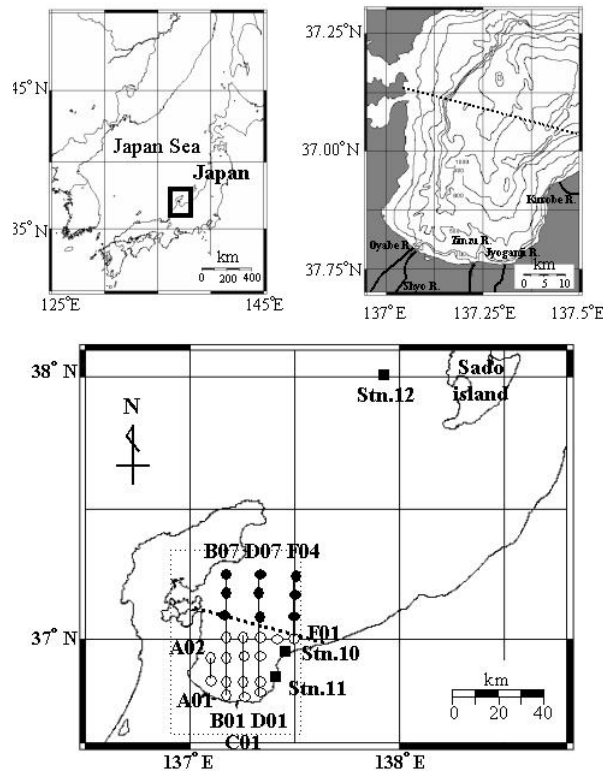 45° N
Japan Sea
Japan
35° N
km
0 200 400
125°E
145°E
37.25°N
37.00°N
37.75°N
Kurobe R.
Oyabe R.
Zinzu R.
Jyoganji R.
Shyo R.
km
0 5 10
137°E
137.25°E
137.5°E
38° N
Sado
island
Stn.12
N
B07 D07 F04
37° N
F01
A02
Stn.10
Stn.11
A01
B01 D01
C01
km
0 20 40
137°E
138°E